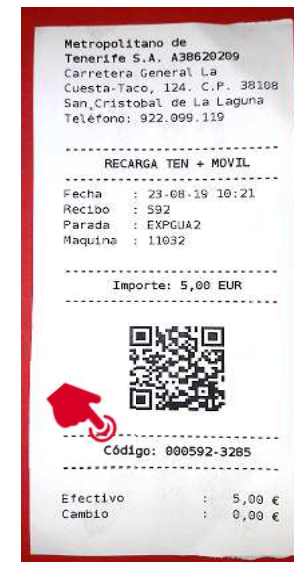 Metropolitano de
Tenerife S.A. A38620209
Carretera General La
Cuesta-Taco, 124. C.P. 38108
San Cristobal de La Laguna
Teléfono: 922.099.119
RECARGA TEN + MOVIL
Fecha : 23-08-19 10:21
Recibo : 592
Parada : EXPGUA2
Maquina : 11032
Importe: 5,00 EUR
Código: 000592-3285
Efectivo : 5,00 €
Cambio : 0,00 €